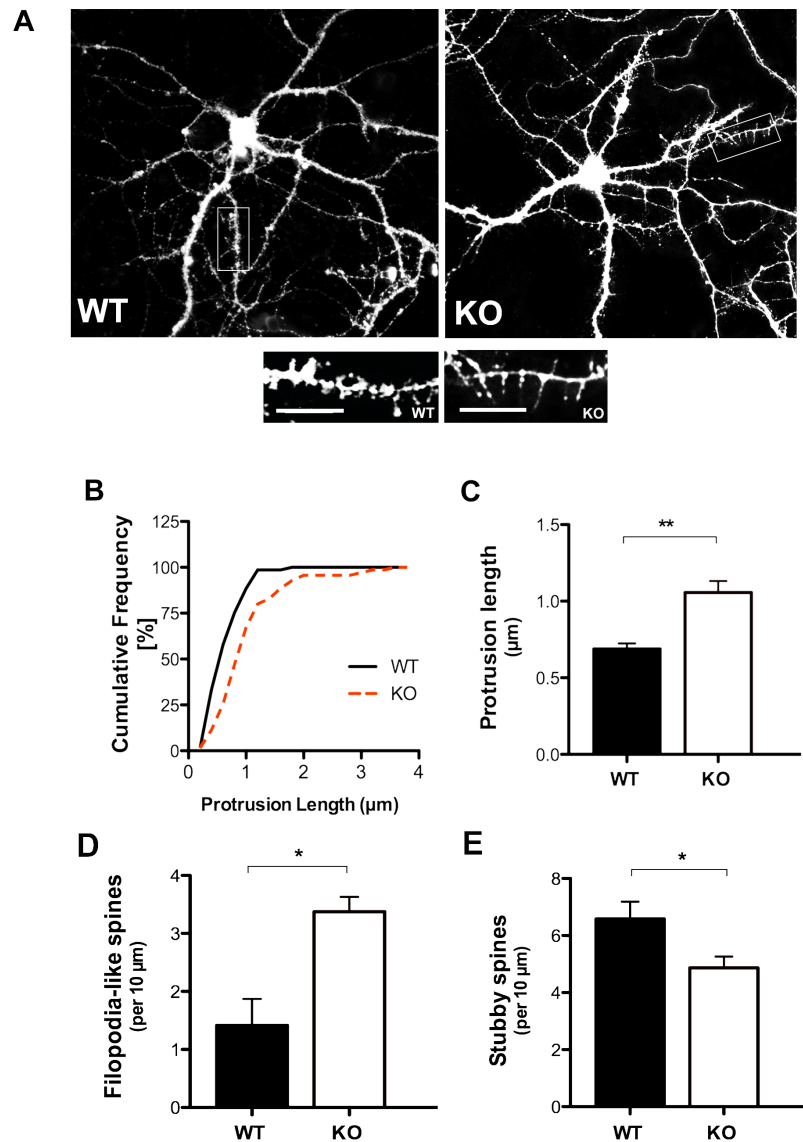 A
WT
KO
WT
KO
B
Cumulative Frequency
[%]
125
100
75
50
25
0
0
1
2
3
4
WT
KO
Protrusion Length (µm)
C
Protrusion length
(µm)
1.5
1.0
0.5
0.0
**
WT
KO
D
Filopodia-like spines
(per 10 µm)
4
3
2
1
0
*
WT
KO
E
Stubby spines
(per 10 µm)
8
6
4
2
0
*
WT
KO